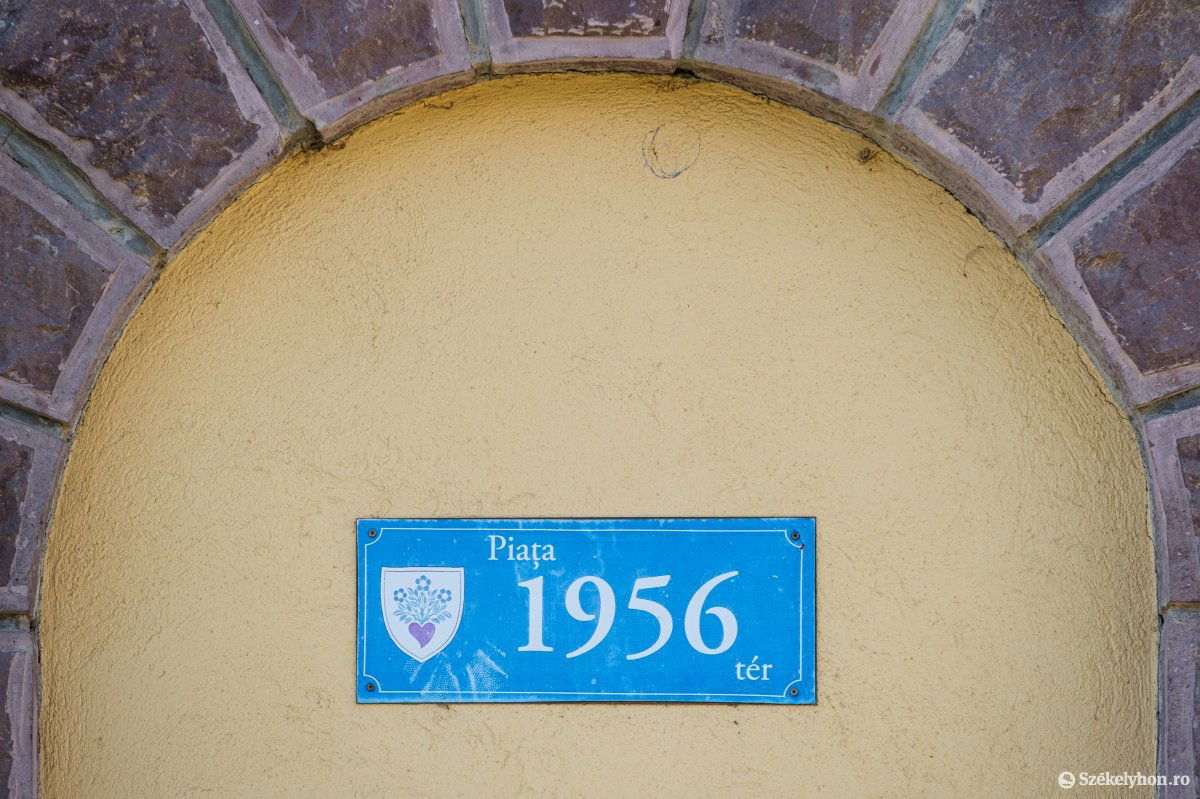 Piața
1956
tér
Székelyhon.ro